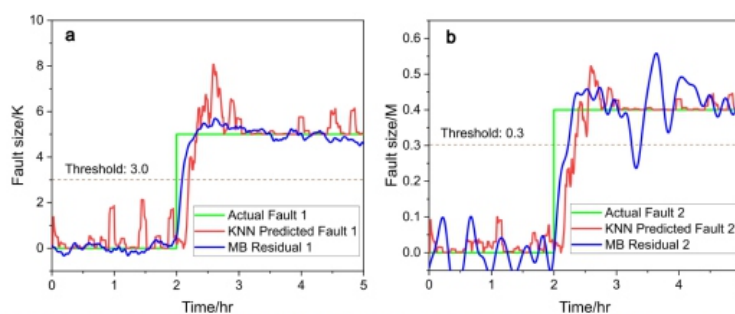 a
Fault size/K
10
8
6
4
2
0
Threshold: 3.0
Actual Fault 1
KNN Predicted Fault 1
MB Residual 1
0 1 2 3 4 5
Time/hr
b
Fault size/M
0.6
0.5
0.4
0.3
0.2
0.1
0.0
Threshold: 0.3
Actual Fault 2
KNN Predicted Fault 2
MB Residual 2
0 1 2 3 4
Time/hr